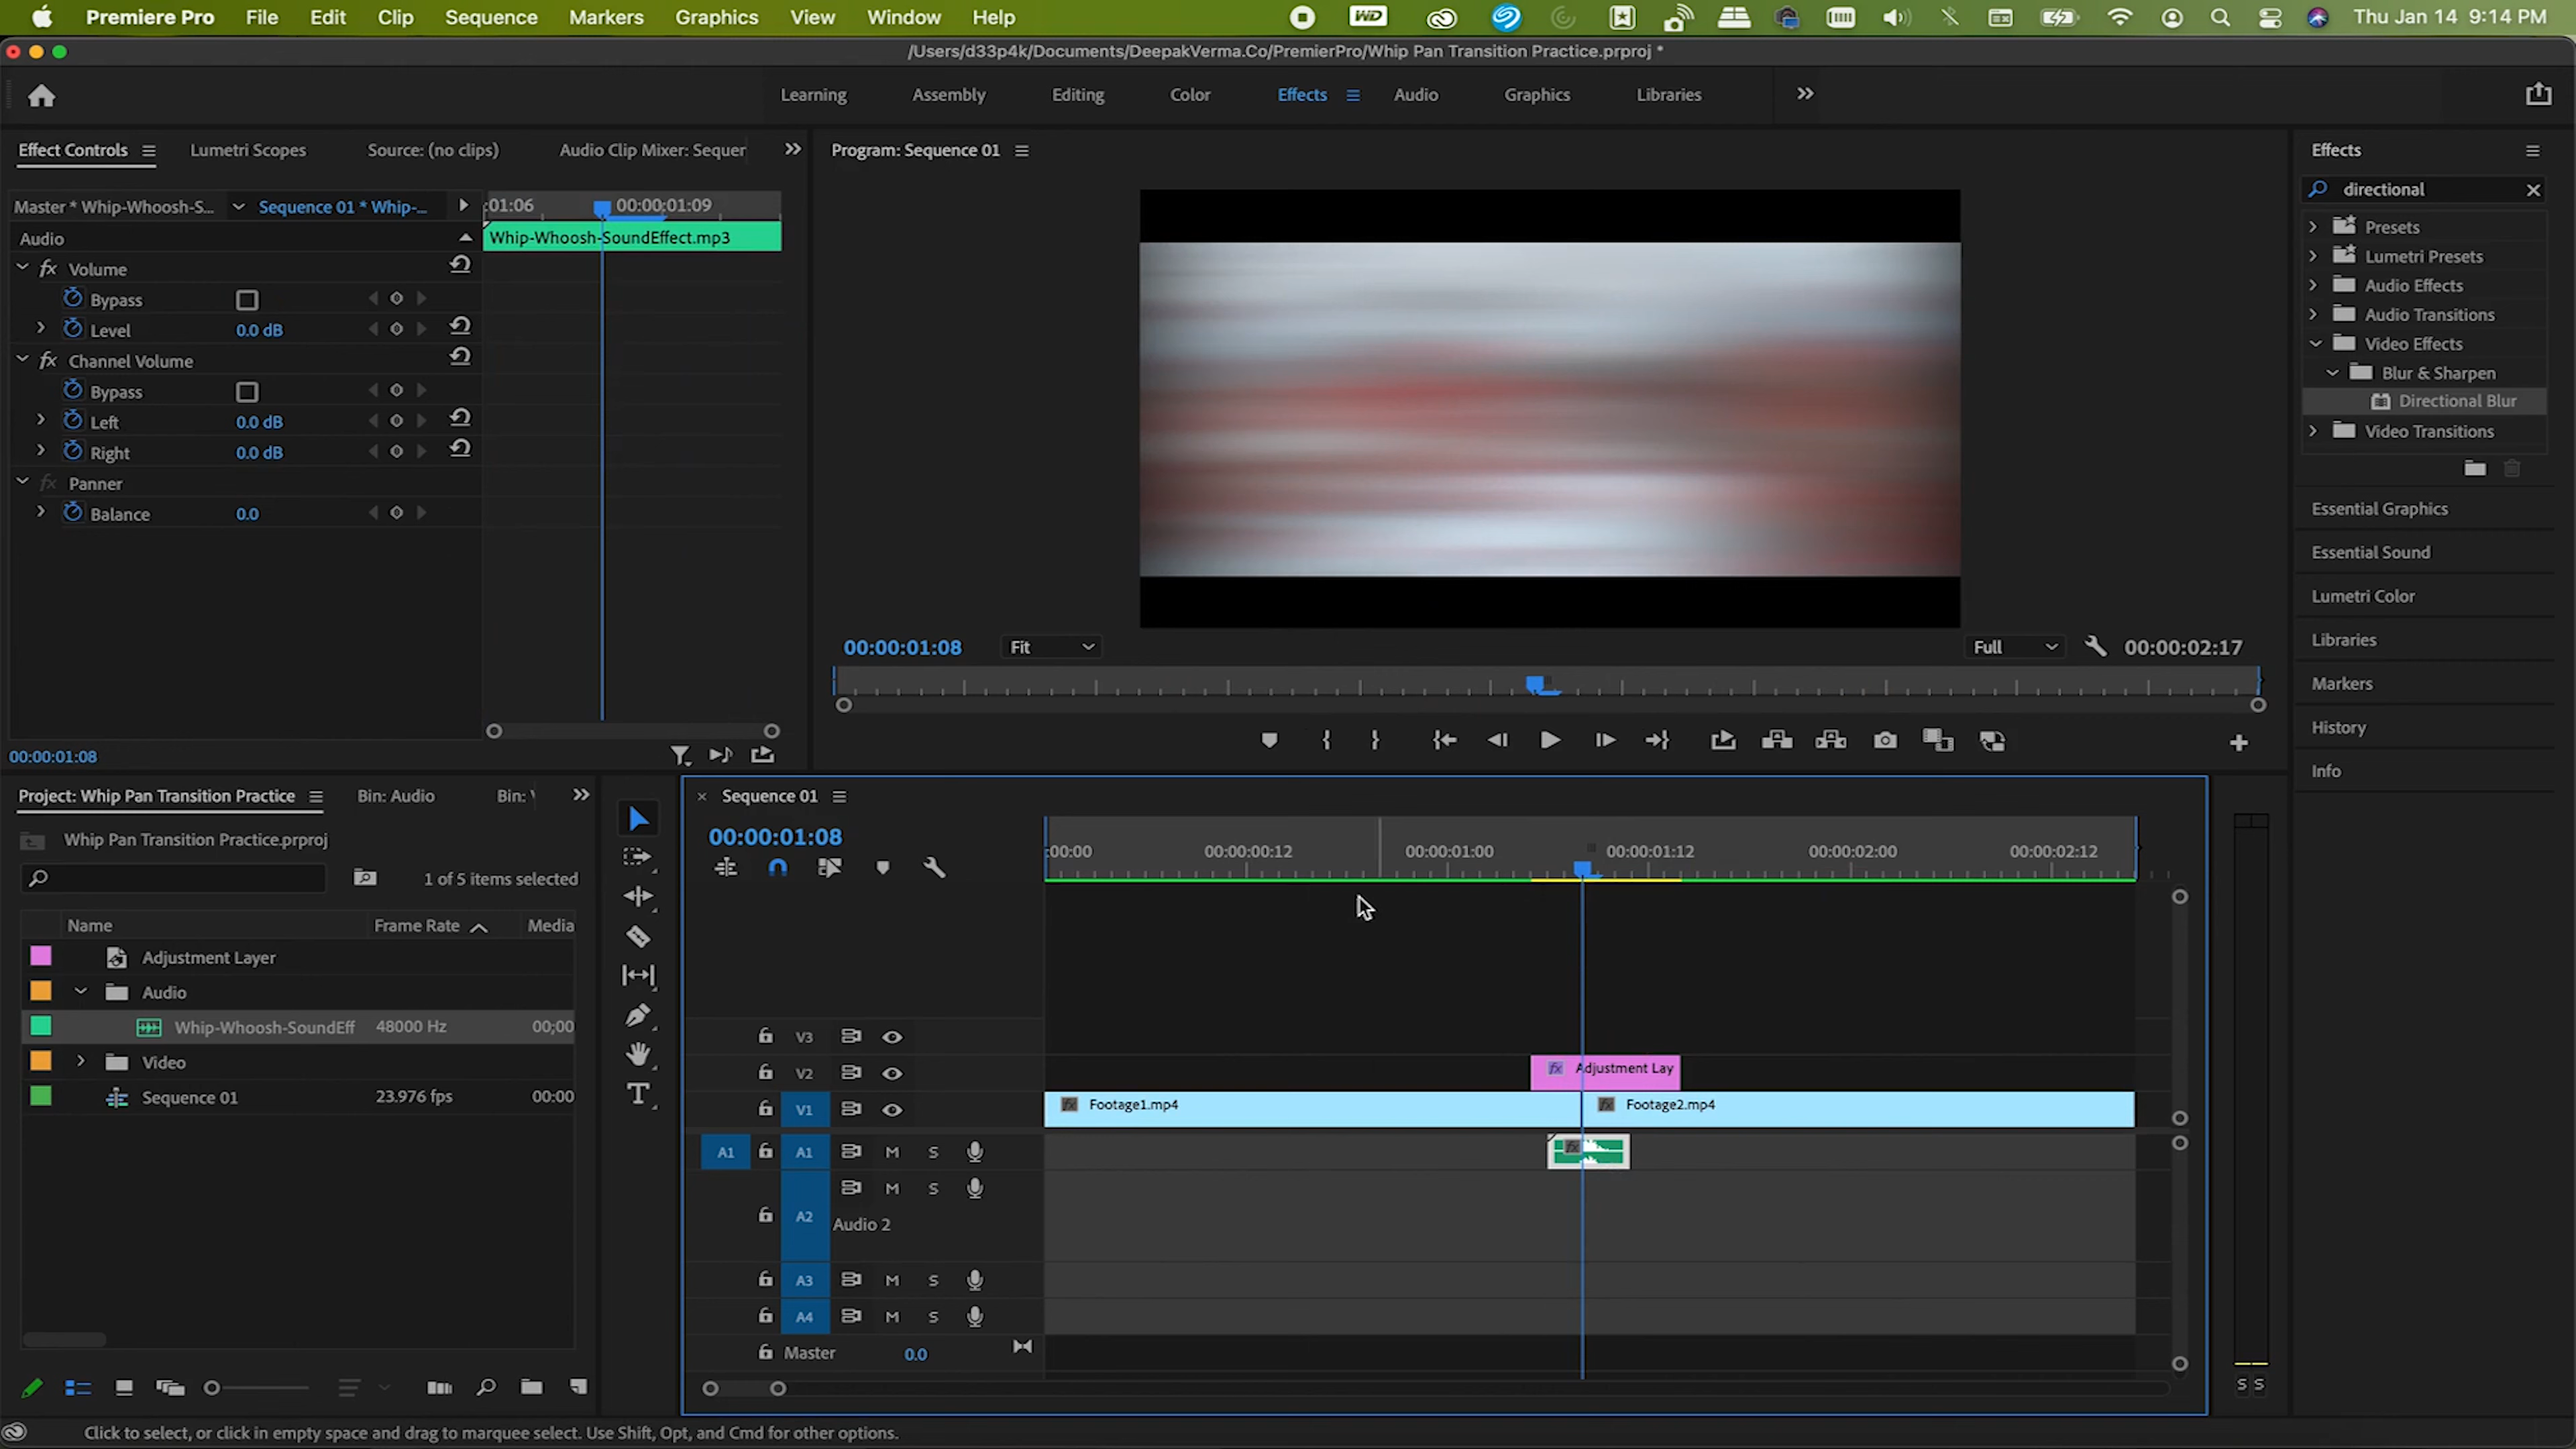 Premiere Pro File Edit Clip Sequence Markers Graphics View Window Help WD Thu Jan 14 9:14 PM
/Users/d33p4k/Documents/DeepakVerma.Co/PremierPro/Whip Pan Transition Practice.prproj *
Learning Assembly Editing Color Effects Audio Graphics Libraries
Effect Controls Lumetri Scopes Source: (no clips) Audio Clip Mixer: Sequer
Program: Sequence 01
Effects
directional
Master * Whip-Whoosh-S... Sequence 01 * Whip-...
:01:06 00:00:01:09
Whip-Whoosh-SoundEffect.mp3
Audio
fx Volume
Bypass
Level 0.0 dB
fx Channel Volume
Bypass
Left 0.0 dB
Right 0.0 dB
fx Panner
Balance 0.0
00:00:01:08
Presets
Lumetri Presets
Audio Effects
Audio Transitions
Video Effects
Blur & Sharpen
Directional Blur
Video Transitions
Essential Graphics
Essential Sound
Lumetri Color
Libraries
Markers
History
Info
00:00:01:08 Fit Full 00:00:02:17
Project: Whip Pan Transition Practice Bin: Audio Bin:
Whip Pan Transition Practice.prproj
1 of 5 items selected
Name Frame Rate Media
Adjustment Layer
Audio
Whip-Whoosh-SoundEff 48000 Hz 00;00
Video
Sequence 01 23.976 fps 00:00
Sequence 01
00:00:01:08
:00:00 00:00:00:12 00:00:01:00 00:00:01:12 00:00:02:00 00:00:02:12
V3
V2 fx Adjustment Lay
V1 fx Footage1.mp4 fx Footage2.mp4
A1 A1 M S fx
M S
A2 Audio 2
A3 M S
A4 M S
Master 0.0
S S
Click to select, or click in empty space and drag to marquee select. Use Shift, Opt, and Cmd for other options.